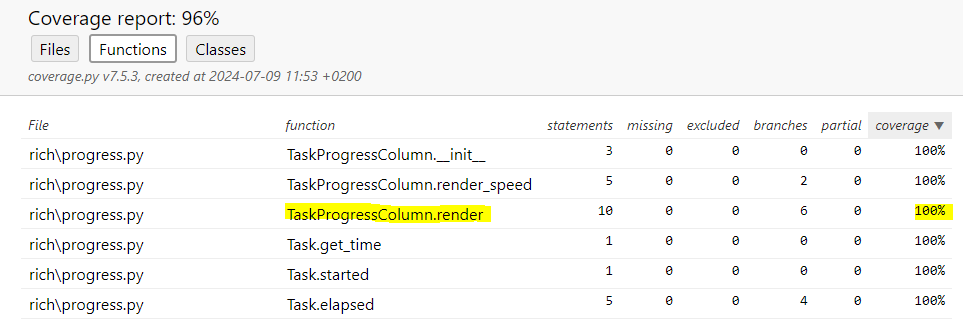 Coverage report: 96%
Files Functions Classes
coverage.py v7.5.3, created at 2024-07-09 11:53 +0200
File function statements missing excluded branches partial coverage ▼
rich\progress.py TaskProgressColumn.__init__ 3 0 0 0 0 100%
rich\progress.py TaskProgressColumn.render_speed 5 0 0 2 0 100%
rich\progress.py TaskProgressColumn.render 10 0 0 6 0 100%
rich\progress.py Task.get_time 1 0 0 0 0 100%
rich\progress.py Task.started 1 0 0 0 0 100%
rich\progress.py Task.elapsed 5 0 0 4 0 100%